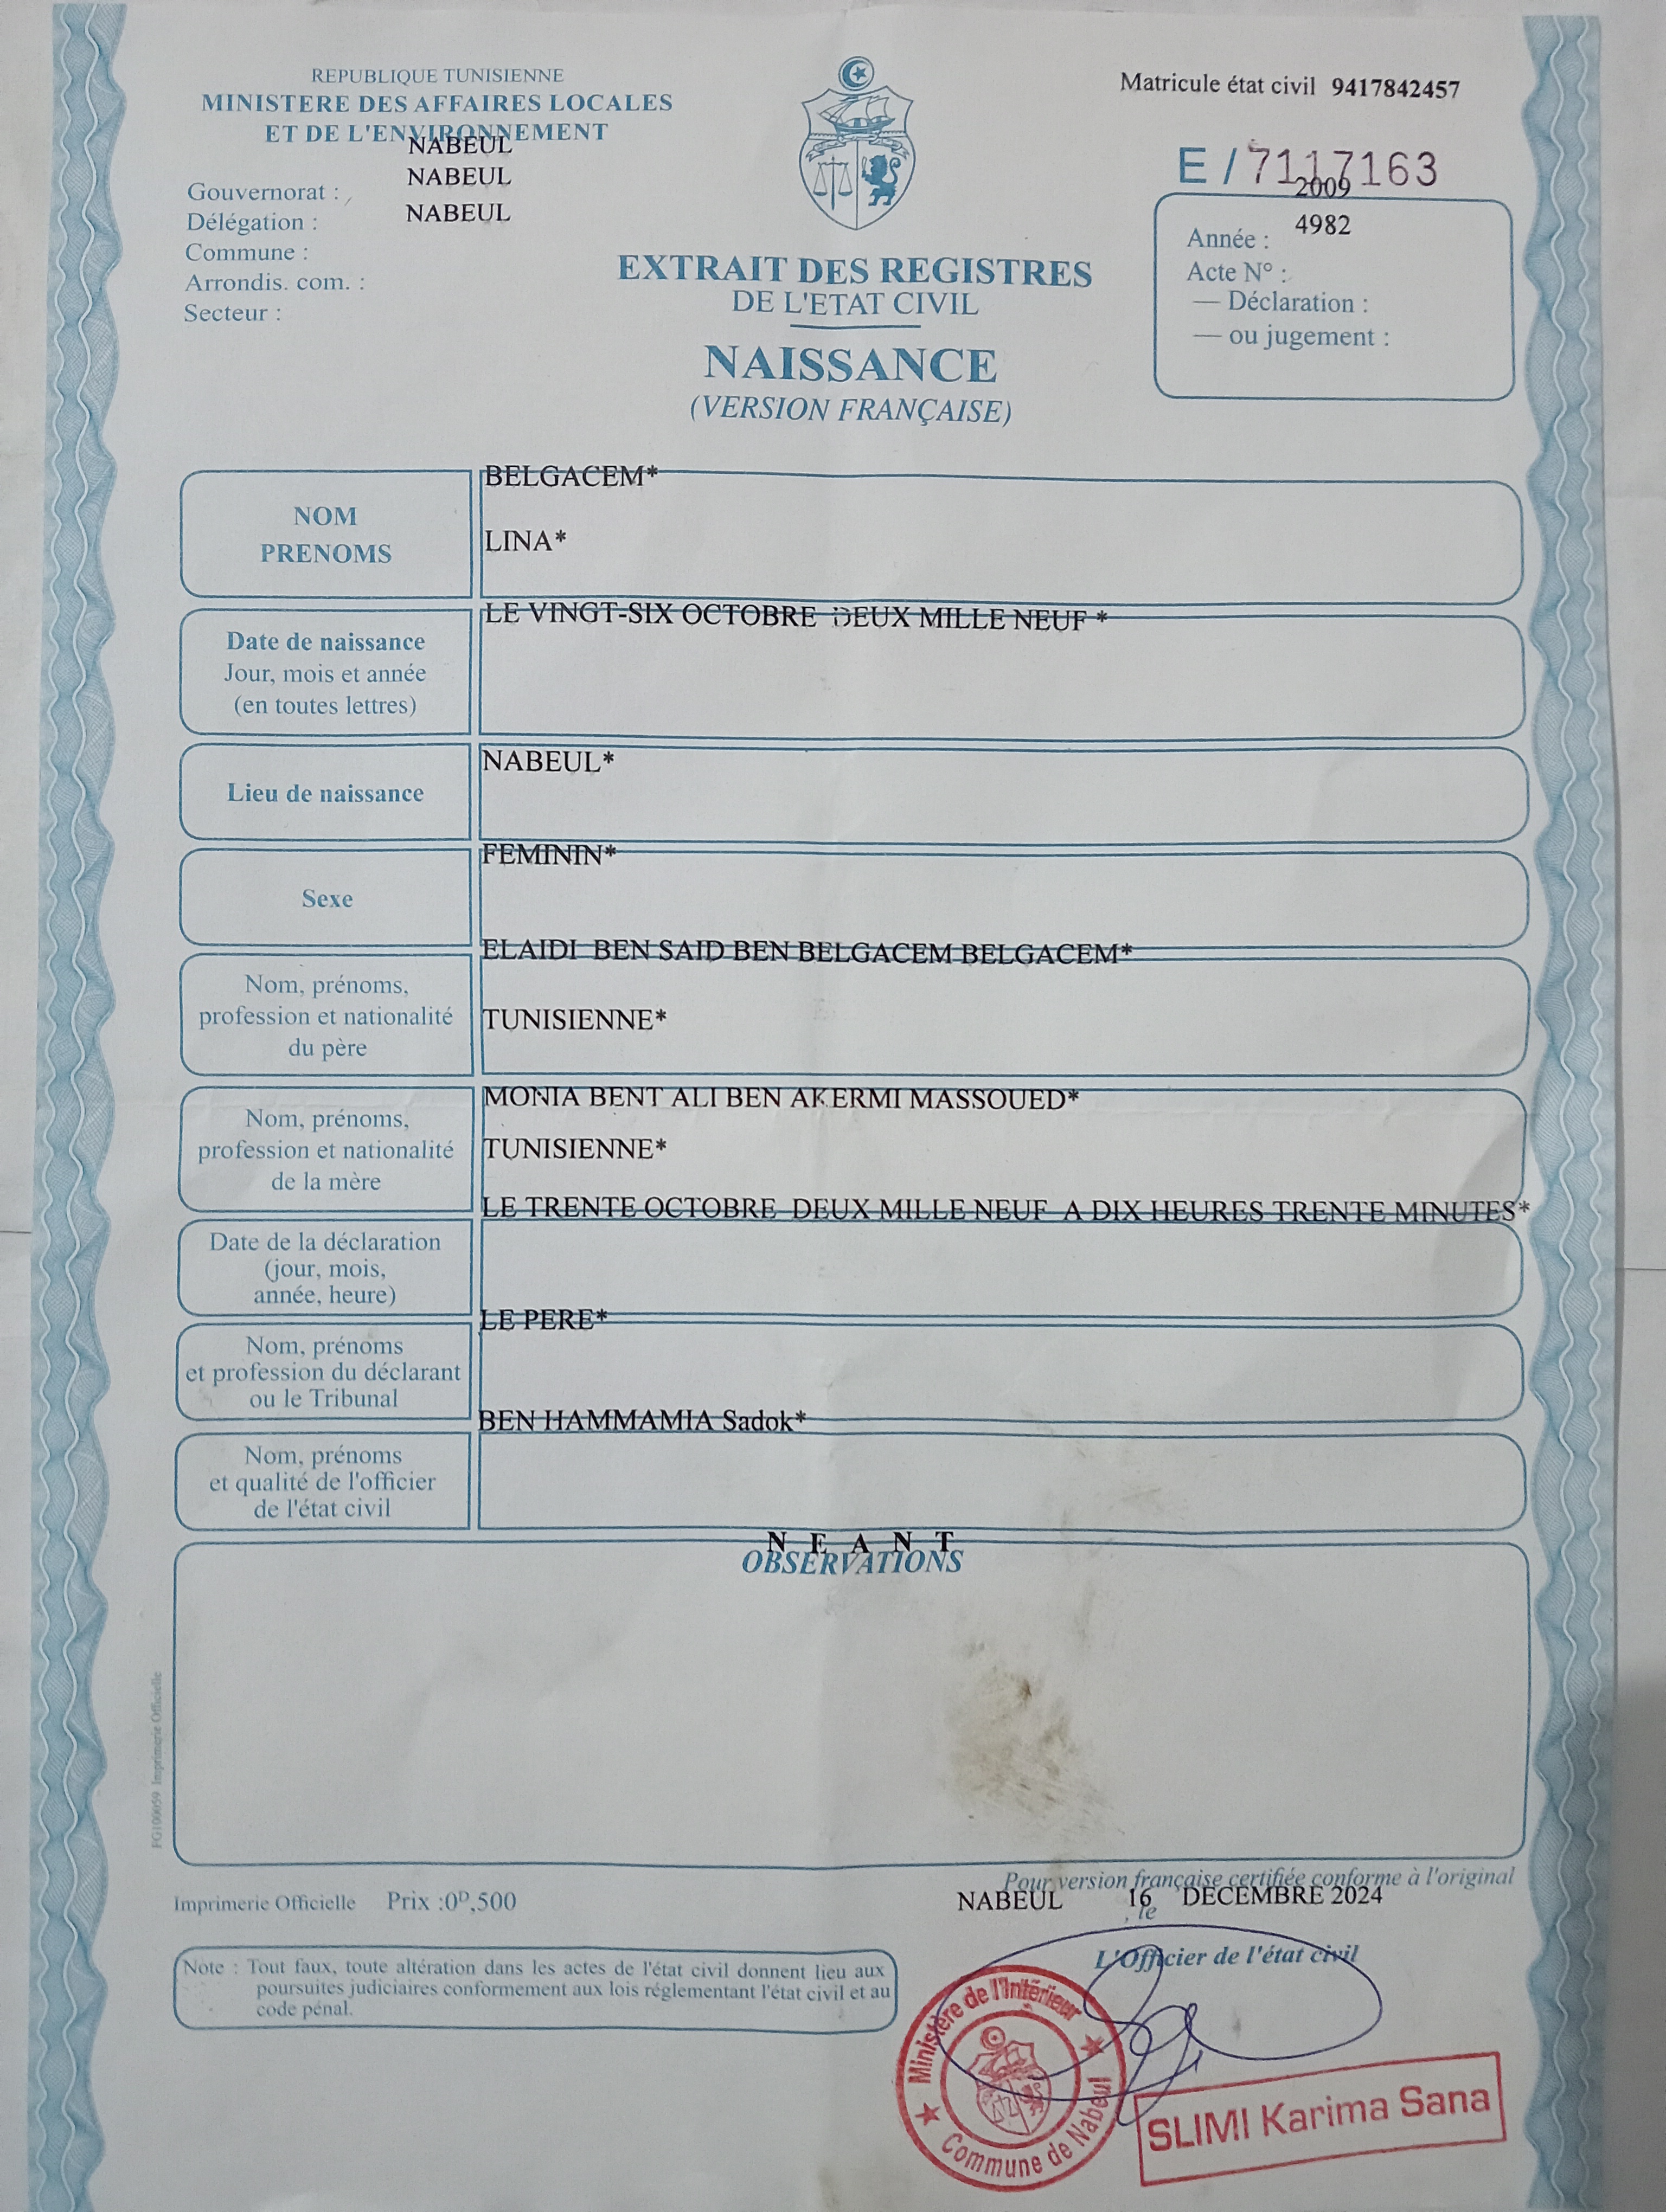 REPUBLIQUE TUNISIENNE
MINISTERE DES AFFAIRES LOCALES
ET DE L'ENVIRONNEMENT
NABEUL
Gouvernorat : NABEUL
Délégation : NABEUL
Commune :
Arrondis. com. :
Secteur :
Matricule état civil 9417842457
E / 7117163
2009
Année : 4982
Acte N° :
— Déclaration :
— ou jugement :
EXTRAIT DES REGISTRES
DE L'ETAT CIVIL
NAISSANCE
(VERSION FRANÇAISE)
NOM
PRENOMS
BELGACEM*
LINA*
Date de naissance
Jour, mois et année
(en toutes lettres)
LE VINGT-SIX OCTOBRE DEUX MILLE NEUF *
Lieu de naissance
NABEUL*
Sexe
FEMININ*
Nom, prénoms,
profession et nationalité
du père
ELAIDI BEN SAID BEN BELGACEM BELGACEM*
TUNISIENNE*
Nom, prénoms,
profession et nationalité
de la mère
MONIA BENT ALI BEN AKERMI MASSOUED*
TUNISIENNE*
Date de la déclaration
(jour, mois,
année, heure)
LE TRENTE OCTOBRE DEUX MILLE NEUF A DIX HEURES TRENTE MINUTES*
Nom, prénoms
et profession du déclarant
ou le Tribunal
LE PERE*
Nom, prénoms
et qualité de l'officier
de l'état civil
BEN HAMMAMIA Sadok*
N E A N T
OBSERVATIONS
FG100059 Imprimerie Officielle
Imprimerie Officielle Prix :0ᴰ,500
Pour version française certifiée conforme à l'original
NABEUL , le 16 DECEMBRE 2024
L'Officier de l'état civil
Note : Tout faux, toute altération dans les actes de l'état civil donnent lieu aux
poursuites judiciaires conformement aux lois réglementant l'état civil et au
code pénal.
Ministère de l'Intérieur
Commune de Nabeul
SLIMI Karima Sana